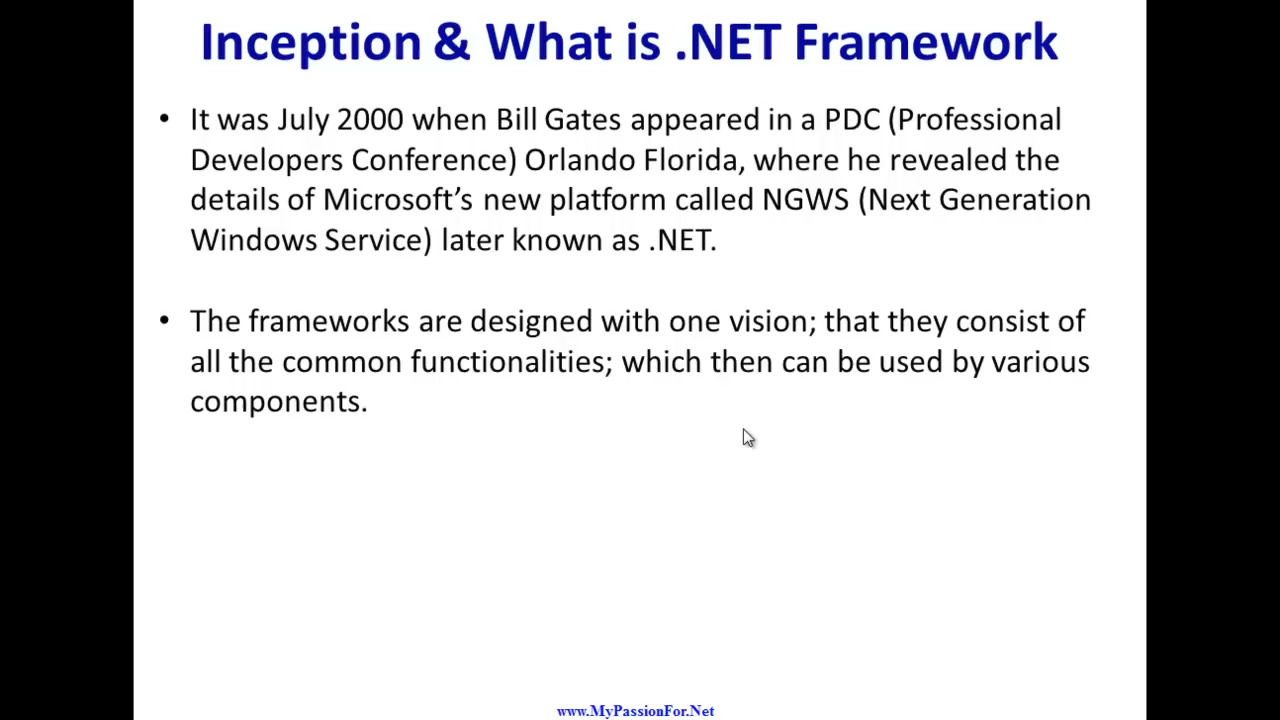 Inception & What is .NET Framework
• It was July 2000 when Bill Gates appeared in a PDC (Professional
Developers Conference) Orlando Florida, where he revealed the
details of Microsoft’s new platform called NGWS (Next Generation
Windows Service) later known as .NET.
• The frameworks are designed with one vision; that they consist of
all the common functionalities; which then can be used by various
components.
www.MyPassionFor.Net